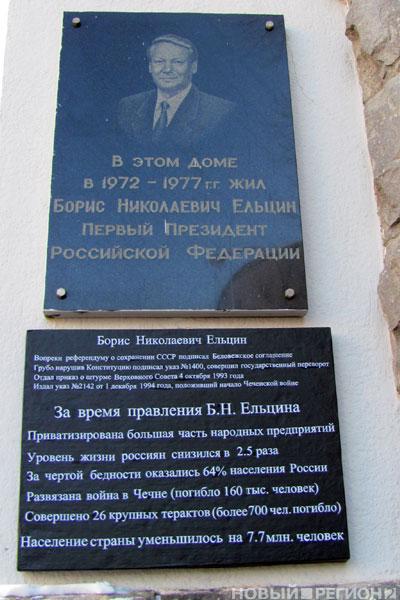 В этом доме
в 1972 - 1977 г.г. жил
Борис Николаевич Ельцин
Первый Президент
Российской Федерации
Борис Николаевич Ельцин
Вопреки референдуму о сохранении СССР подписал Беловежское соглашение
Грубо нарушив Конституцию подписал указ №1400, совершил государственный переворот
Отдал приказ о штурме Верховного Совета 4 октября 1993 года
Издал указ №2142 от 1 декабря 1994 года, положивший начало Чеченской войне
За время правления Б.Н. Ельцина
Приватизирована большая часть народных предприятий
Уровень жизни россиян снизился в 2.5 раза
За чертой бедности оказались 64% населения России
Развязана война в Чечне (погибло 160 тыс. человек)
Совершено 26 крупных терактов (более 700 чел. погибло)
Население страны уменьшилось на 7.7 млн. человек
НОВЫЙ РЕГИОН 2